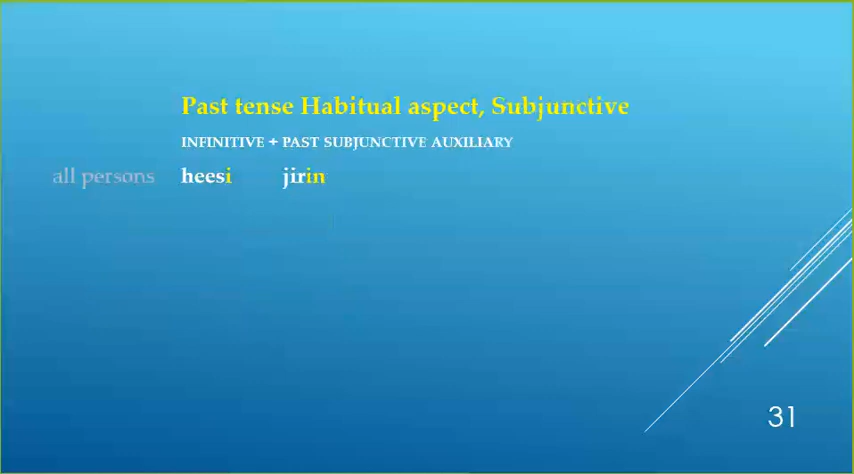 Past tense Habitual aspect, Subjunctive
INFINITIVE + PAST SUBJUNCTIVE AUXILIARY
all persons heesi jirin
31